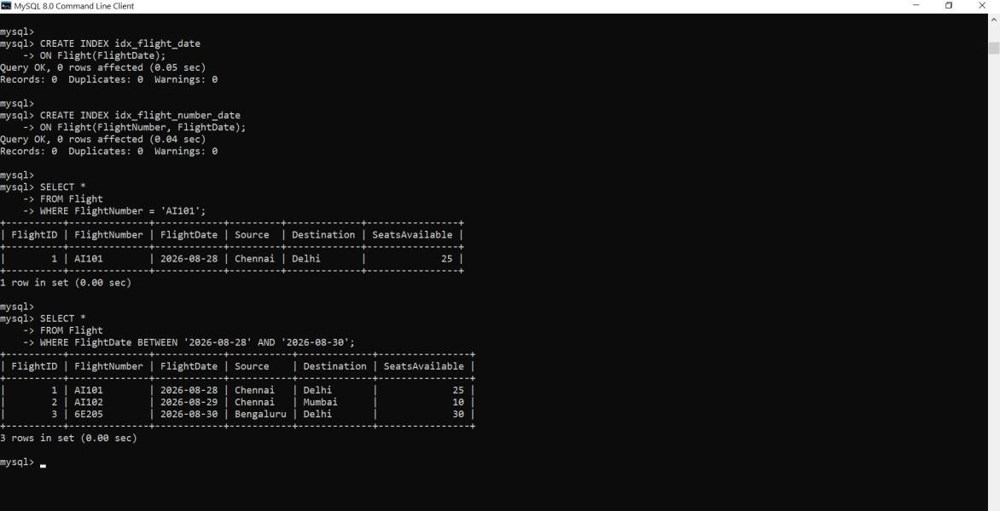 MySQL 8.0 Command Line Client
mysql>
mysql> CREATE INDEX idx_flight_date
    -> ON Flight(FlightDate);
Query OK, 0 rows affected (0.05 sec)
Records: 0  Duplicates: 0  Warnings: 0
mysql>
mysql> CREATE INDEX idx_flight_number_date
    -> ON Flight(FlightNumber, FlightDate);
Query OK, 0 rows affected (0.04 sec)
Records: 0  Duplicates: 0  Warnings: 0
mysql>
mysql> SELECT *
    -> FROM Flight
    -> WHERE FlightNumber = 'AI101';
+----------+--------------+------------+---------+-------------+----------------+
| FlightID | FlightNumber | FlightDate | Source  | Destination | SeatsAvailable |
+----------+--------------+------------+---------+-------------+----------------+
|        1 | AI101        | 2026-08-28 | Chennai | Delhi       |             25 |
+----------+--------------+------------+---------+-------------+----------------+
1 row in set (0.00 sec)
mysql>
mysql> SELECT *
    -> FROM Flight
    -> WHERE FlightDate BETWEEN '2026-08-28' AND '2026-08-30';
+----------+--------------+------------+-----------+-------------+----------------+
| FlightID | FlightNumber | FlightDate | Source    | Destination | SeatsAvailable |
+----------+--------------+------------+-----------+-------------+----------------+
|        1 | AI101        | 2026-08-28 | Chennai   | Delhi       |             25 |
|        2 | AI102        | 2026-08-29 | Chennai   | Mumbai      |             10 |
|        3 | 6E205        | 2026-08-30 | Bengaluru | Delhi       |             30 |
+----------+--------------+------------+-----------+-------------+----------------+
3 rows in set (0.00 sec)
mysql>